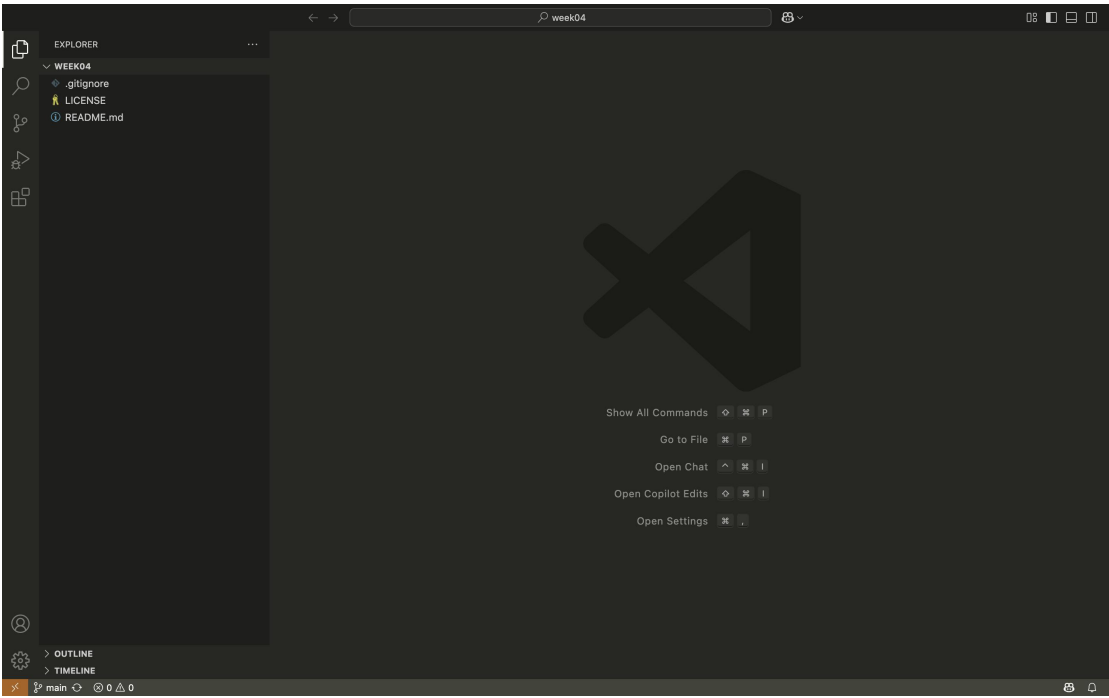 week04
EXPLORER
WEEK04
.gitignore
LICENSE
README.md
Show All Commands ⇧ ⌘ P
Go to File ⌘ P
Open Chat ^ ⌘ I
Open Copilot Edits ⇧ ⌘ I
Open Settings ⌘ ,
OUTLINE
TIMELINE
main 0 0